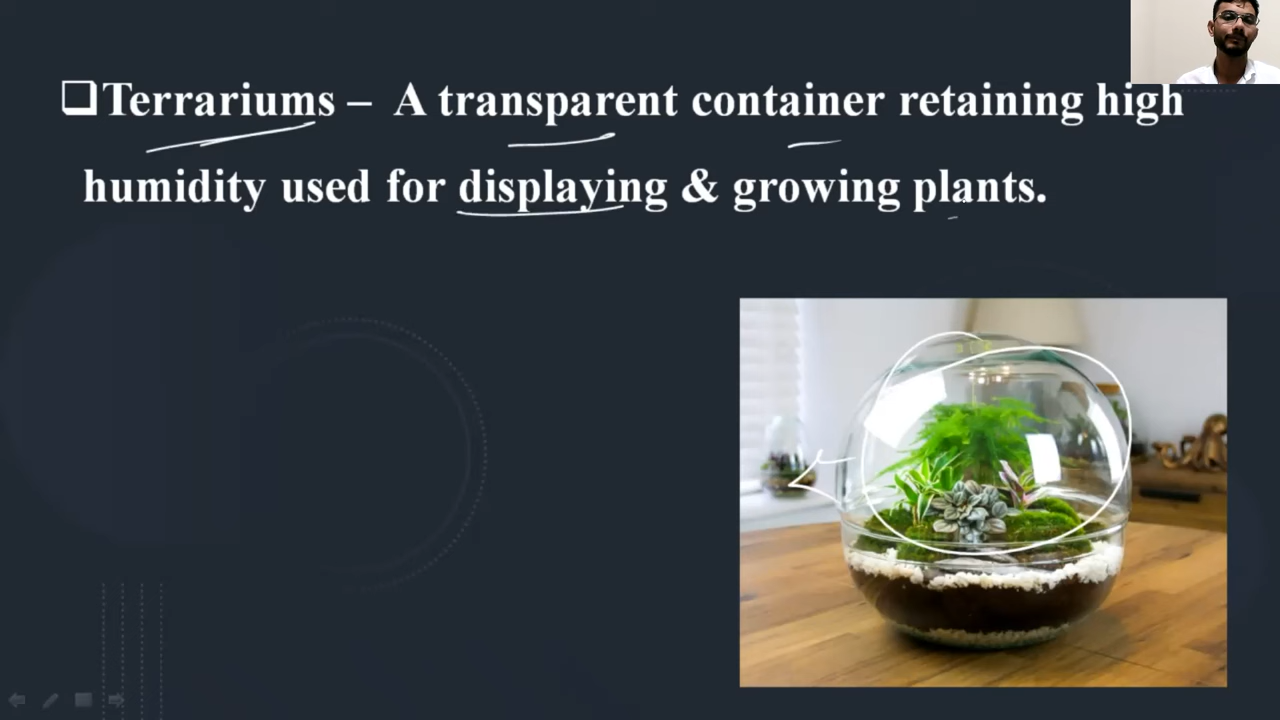 ❑Terrariums – A transparent container retaining high
humidity used for displaying & growing plants.